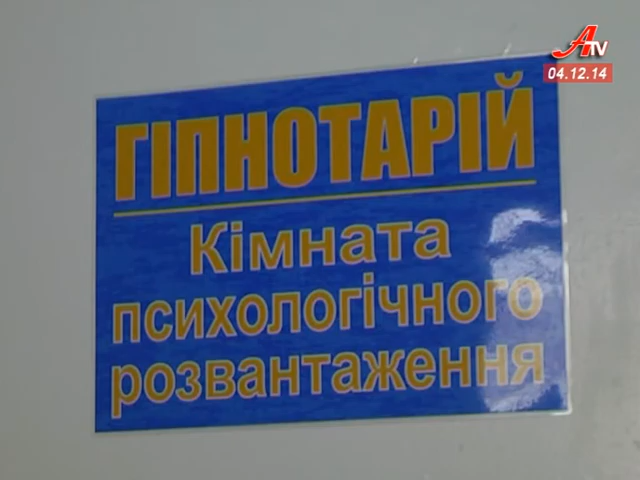 ATV
04.12.14
ГІПНОТАРІЙ
Кімната
психологічного
розвантаження